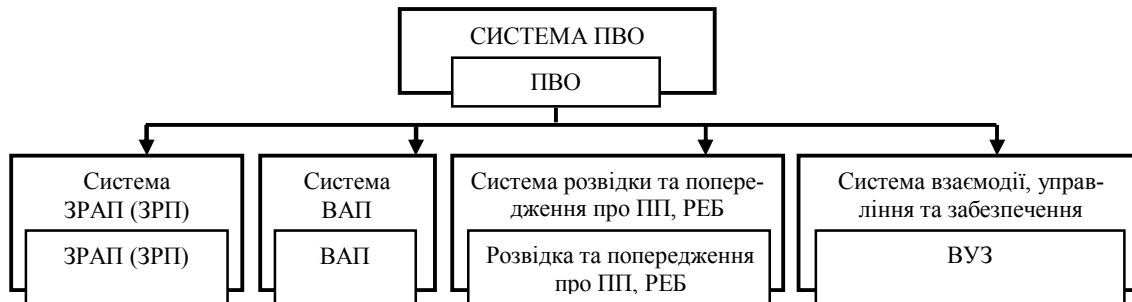 СИСТЕМА ПВО
ПВО
Система
ЗРАП (ЗРП)
ЗРАП (ЗРП)
Система
ВАП
ВАП
Система розвідки та попере-
дження про ПП, РЕБ
Розвідка та попередження
про ПП, РЕБ
Система взаємодії, управ-
ління та забезпечення
ВУЗ